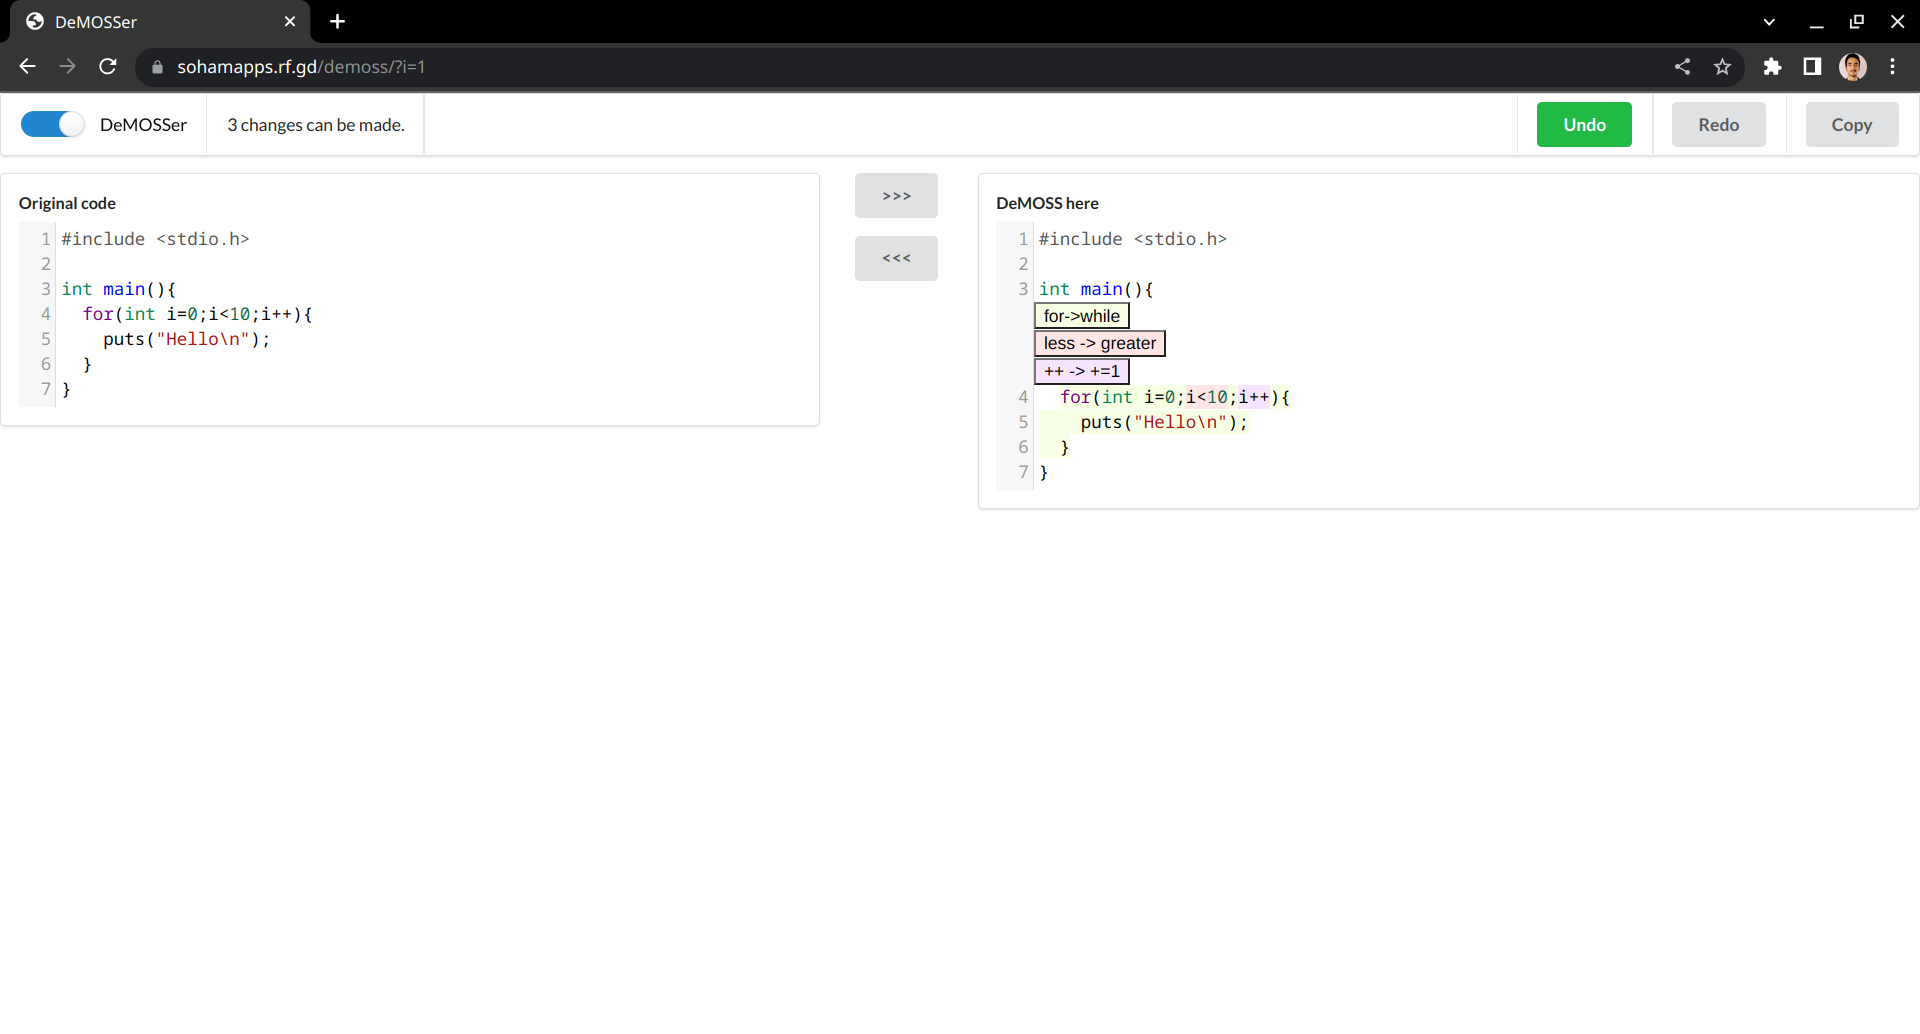 DeMOSSer
sohamapps.rf.gd/demoss/?i=1
DeMOSSer
3 changes can be made.
Undo
Redo
Copy
Original code
1 #include <stdio.h>
2
3 int main(){
4   for(int i=0;i<10;i++){
5     puts("Hello\n");
6   }
7 }
>>>
<<<
DeMOSS here
1 #include <stdio.h>
2
3 int main(){
for->while
less -> greater
++ -> +=1
4   for(int i=0;i<10;i++){
5     puts("Hello\n");
6   }
7 }